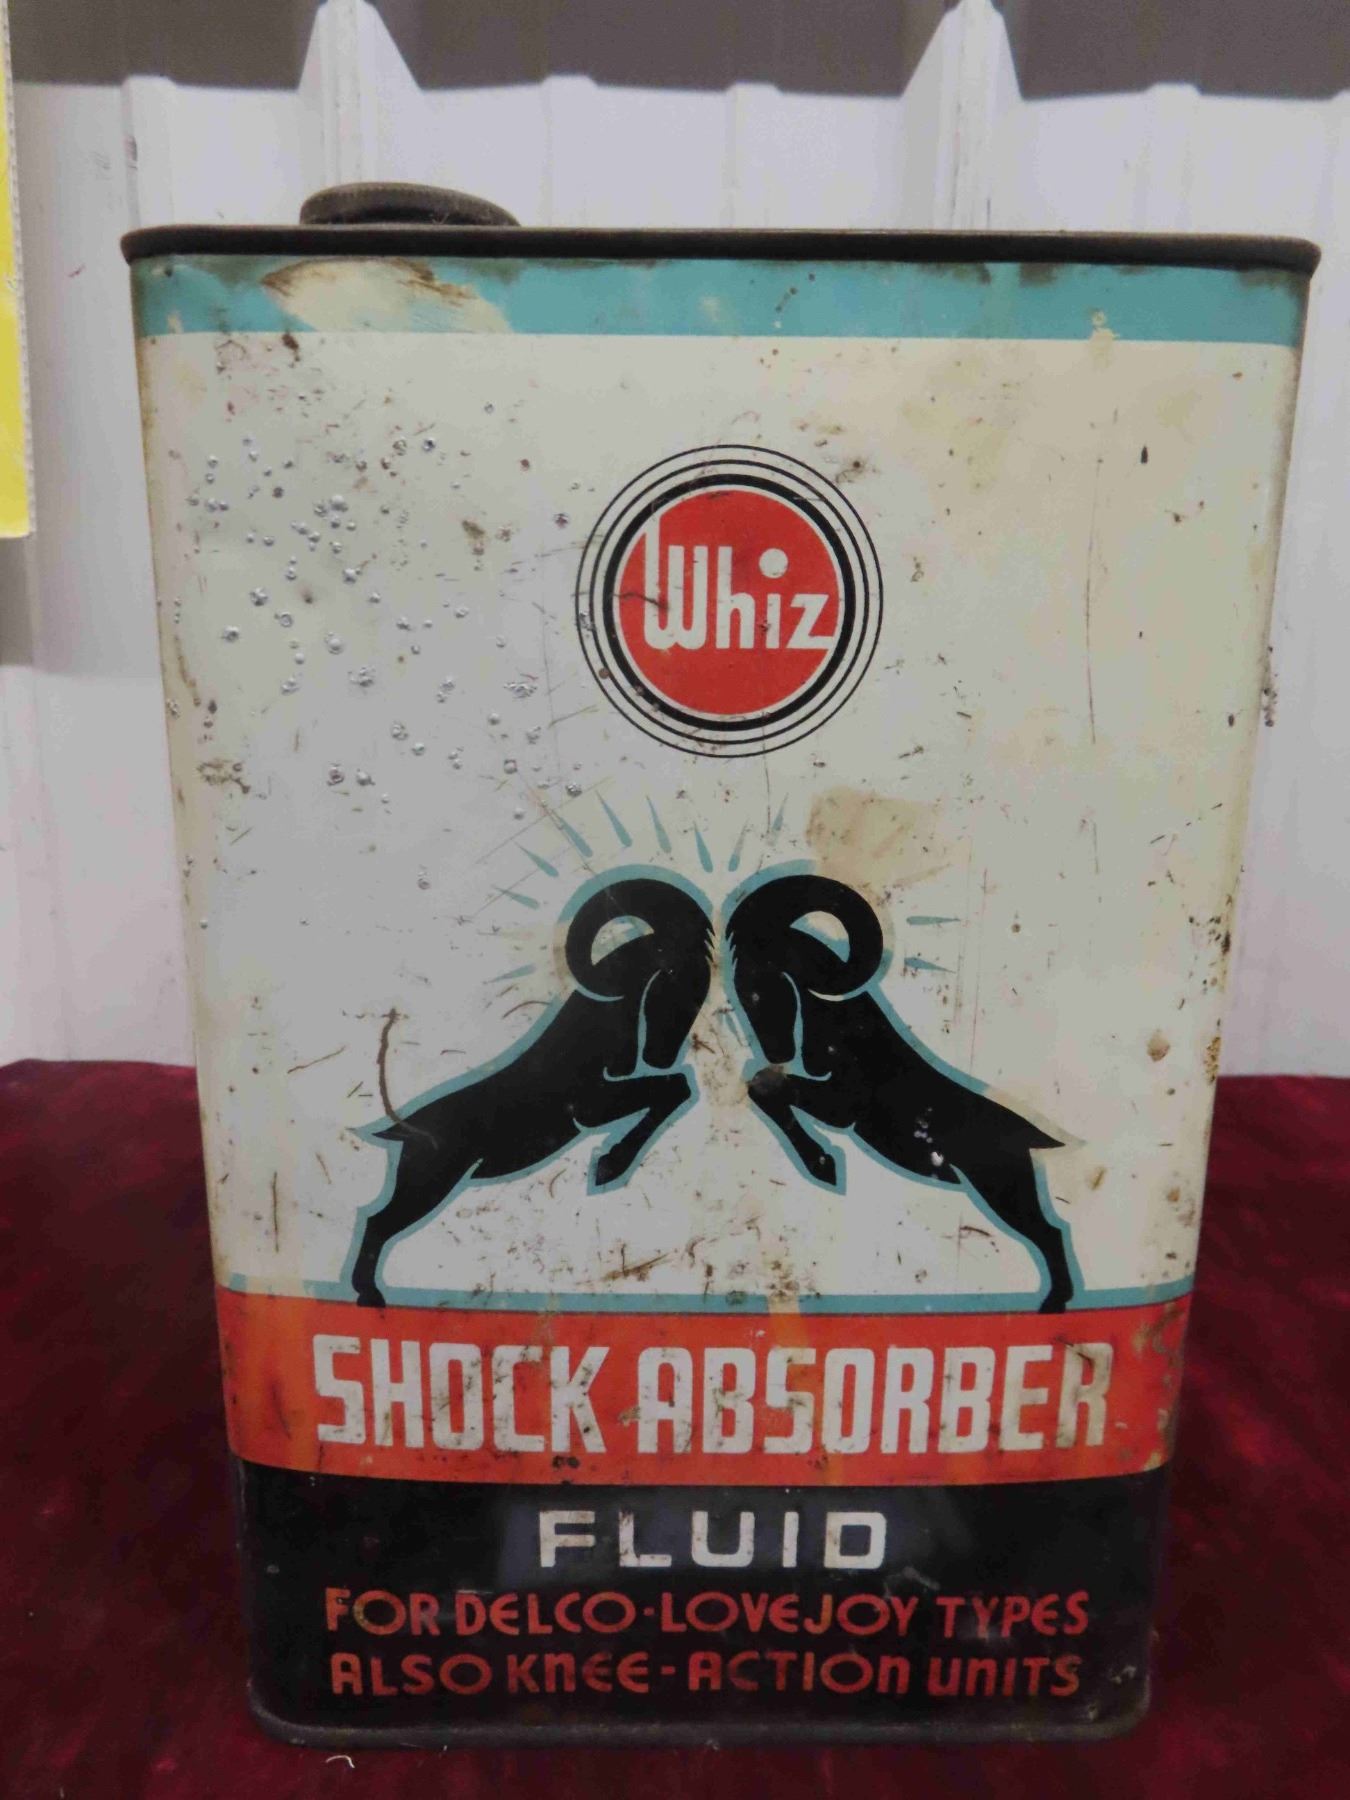 Whiz
SHOCK ABSORBER
FLUID
FOR DELCO-LOVEJOY TYPES
ALSO KNEE-ACTION UNITS